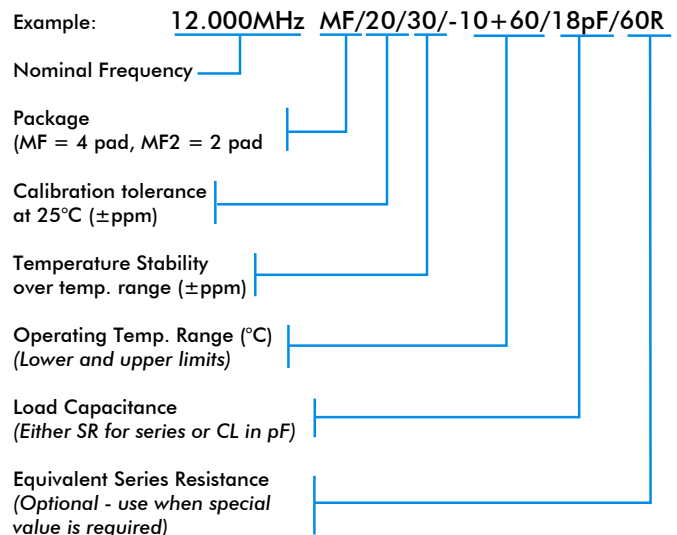 Example: 12.000MHz MF/20/30/-10+60/18pF/60R
Nominal Frequency
Package
(MF = 4 pad, MF2 = 2 pad
Calibration tolerance
at 25°C (±ppm)
Temperature Stability
over temp. range (±ppm)
Operating Temp. Range (°C)
(Lower and upper limits)
Load Capacitance
(Either SR for series or CL in pF)
Equivalent Series Resistance
(Optional - use when special
value is required)